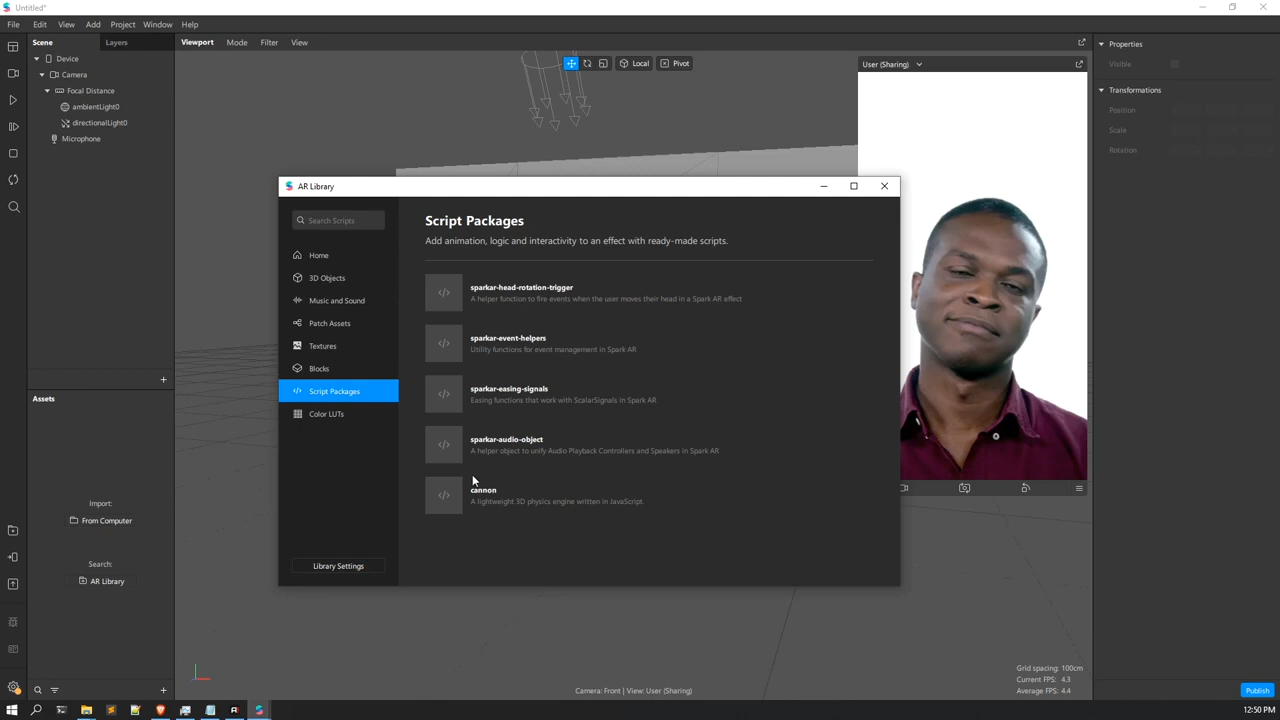 Untitled*
File Edit View Add Project Window Help
Scene Layers
Device
Camera
Focal Distance
ambientLight0
directionalLight0
Microphone
Assets
Import:
From Computer
Search:
AR Library
Viewport Mode Filter View
Local Pivot
User (Sharing)
AR Library
Search Scripts
Home
3D Objects
Music and Sound
Patch Assets
Textures
Blocks
Script Packages
Color LUTs
Library Settings
Script Packages
Add animation, logic and interactivity to an effect with ready-made scripts.
sparkar-head-rotation-trigger
A helper function to fire events when the user moves their head in a Spark AR effect
sparkar-event-helpers
Utility functions for event management in Spark AR
sparkar-easing-signals
Easing functions that work with ScalarSignals in Spark AR
sparkar-audio-object
A helper object to unify Audio Playback Controllers and Speakers in Spark AR
cannon
A lightweight 3D physics engine written in JavaScript.
Camera: Front | View: User (Sharing)
Grid spacing: 100cm
Current FPS: 4.3
Average FPS: 4.4
Properties
Visible
Transformations
Position
Scale
Rotation
Publish
12:50 PM